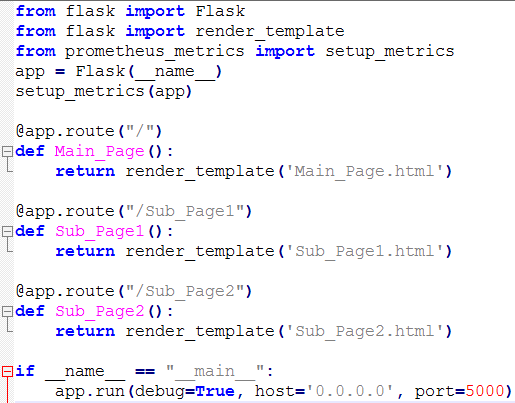 from flask import Flask
from flask import render_template
from prometheus_metrics import setup_metrics
app = Flask(__name__)
setup_metrics(app)
@app.route("/")
def Main_Page():
    return render_template('Main_Page.html')
@app.route("/Sub_Page1")
def Sub_Page1():
    return render_template('Sub_Page1.html')
@app.route("/Sub_Page2")
def Sub_Page2():
    return render_template('Sub_Page2.html')
if __name__ == "__main__":
    app.run(debug=True, host='0.0.0.0', port=5000)